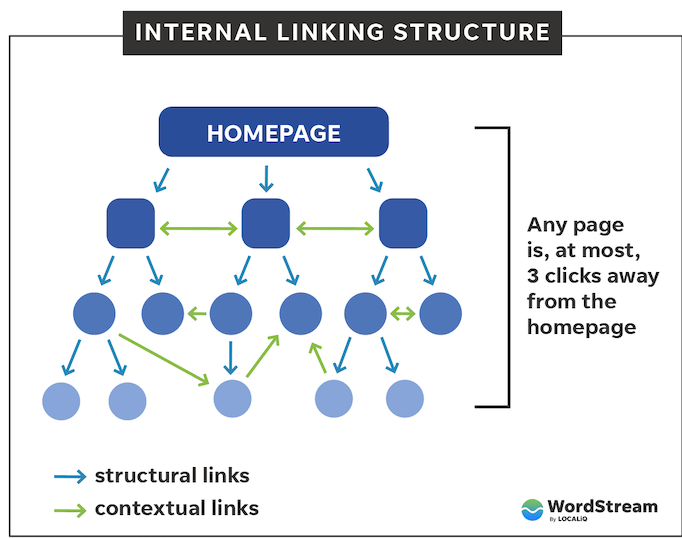 INTERNAL LINKING STRUCTURE
HOMEPAGE
Any page
is, at most,
3 clicks away
from the
homepage
structural links
contextual links
WordStream
By LOCALiQ